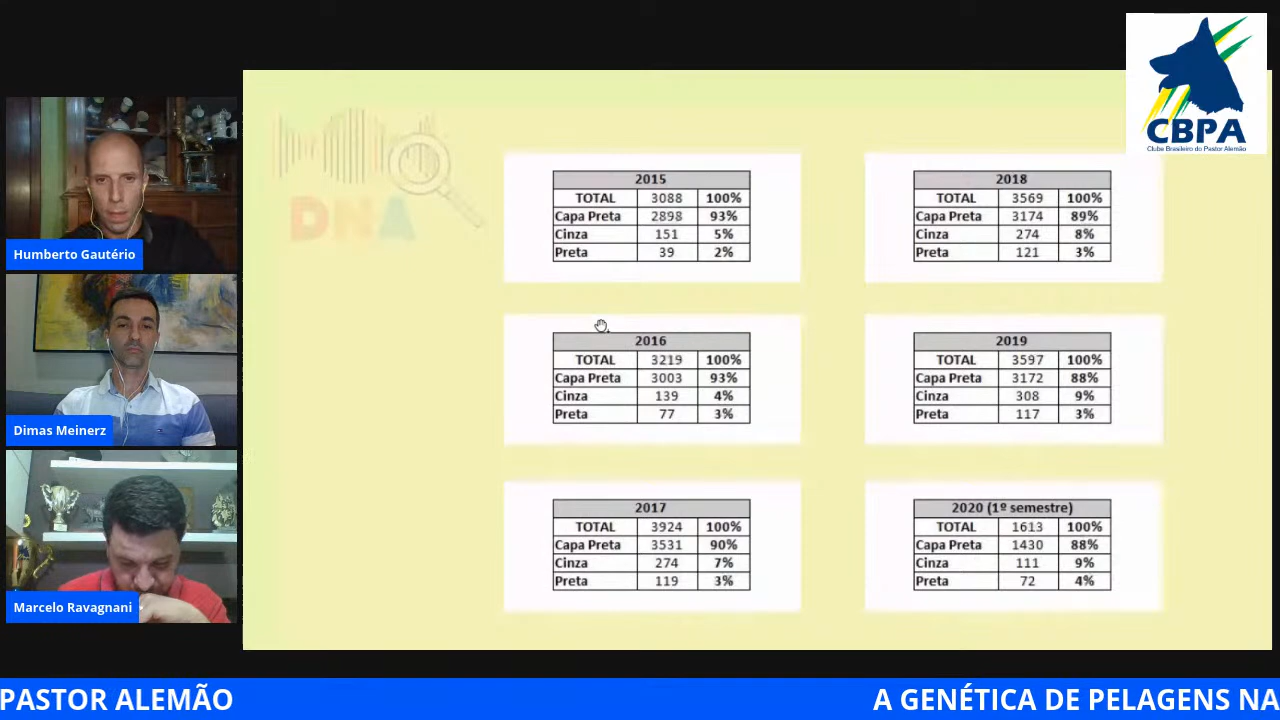 CBPA
Clube Brasileiro do Pastor Alemão
DNA
Humberto Gautério
Dimas Meinerz
Marcelo Ravagnani
2015
TOTAL 3088 100%
Capa Preta 2898 93%
Cinza 151 5%
Preta 39 2%
2016
TOTAL 3219 100%
Capa Preta 3003 93%
Cinza 139 4%
Preta 77 3%
2017
TOTAL 3924 100%
Capa Preta 3531 90%
Cinza 274 7%
Preta 119 3%
2018
TOTAL 3569 100%
Capa Preta 3174 89%
Cinza 274 8%
Preta 121 3%
2019
TOTAL 3597 100%
Capa Preta 3172 88%
Cinza 308 9%
Preta 117 3%
2020 (1º semestre)
TOTAL 1613 100%
Capa Preta 1430 88%
Cinza 111 9%
Preta 72 4%
PASTOR ALEMÃO A GENÉTICA DE PELAGENS NA